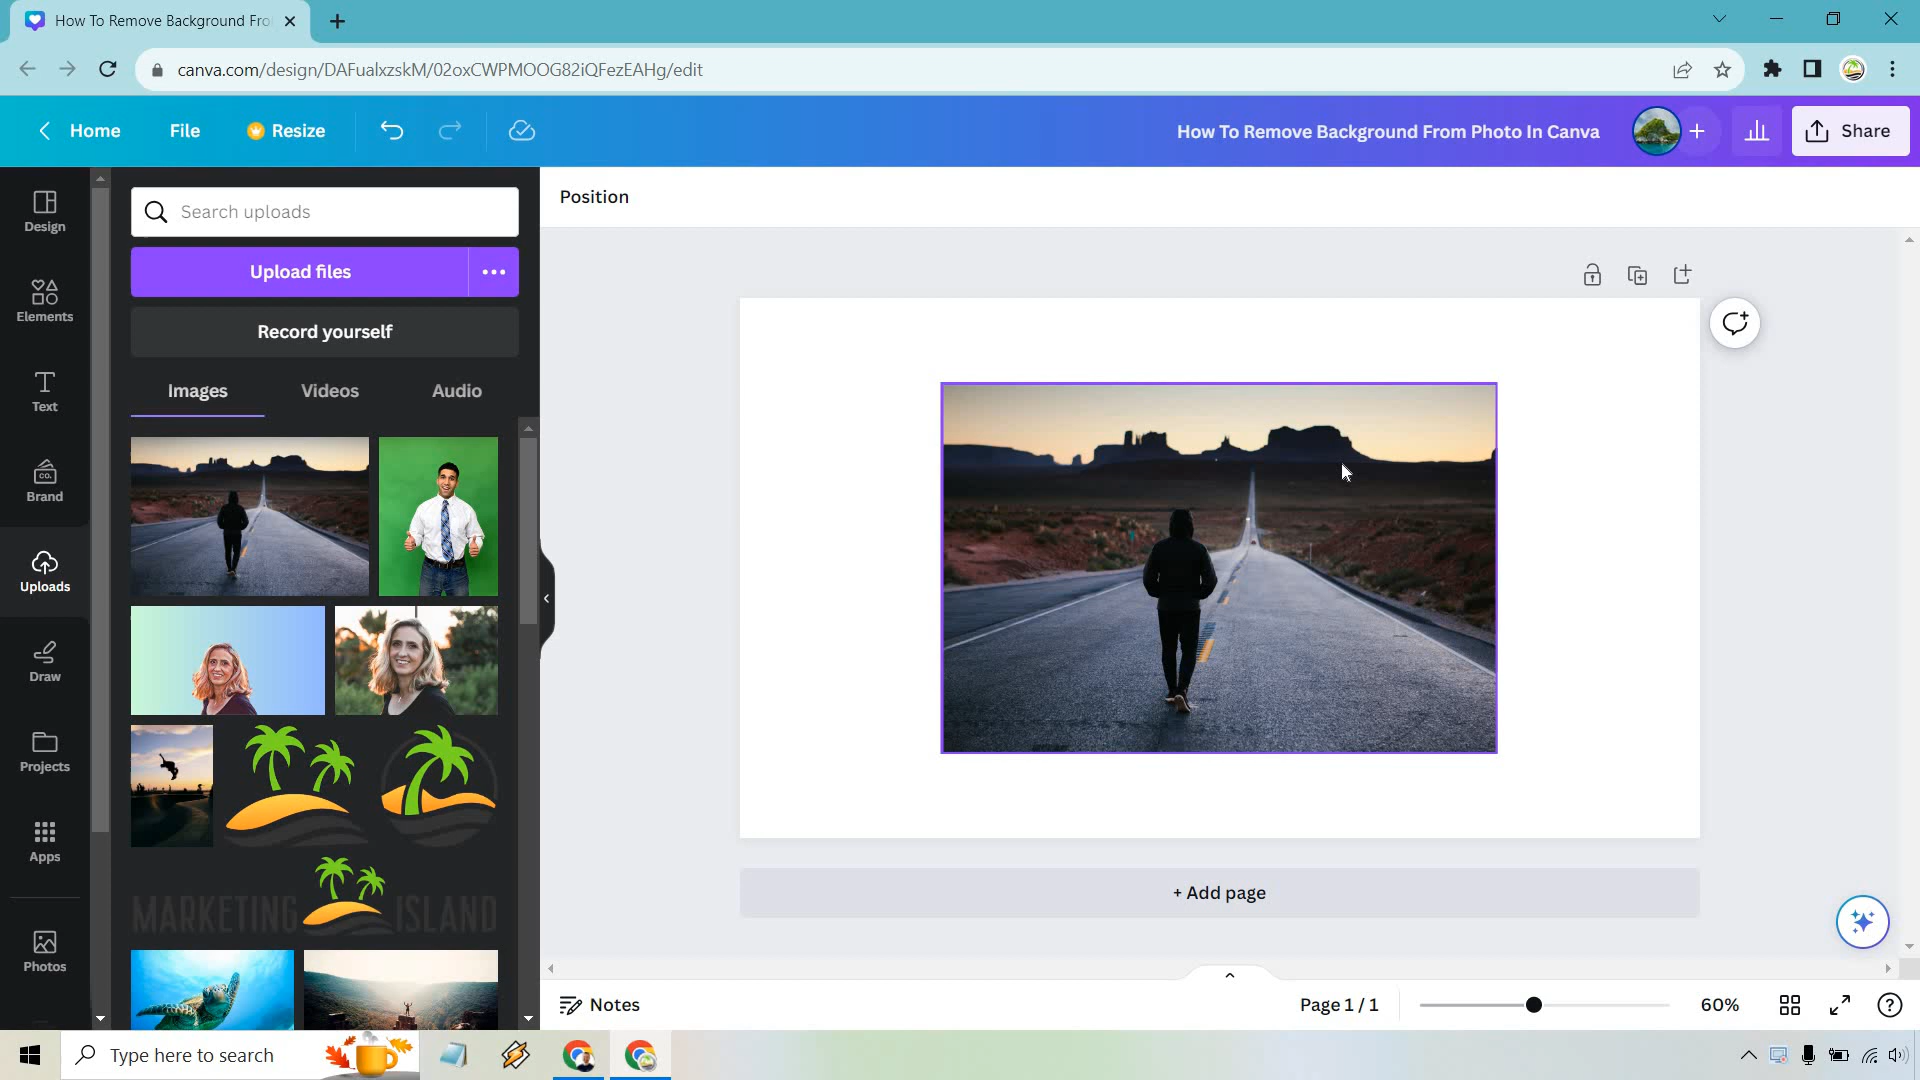 How To Remove Background Fro
canva.com/design/DAFualxzskM/02oxCWPMOOG82iQFezEAHg/edit
Home
File
Resize
How To Remove Background From Photo In Canva
Share
Design
Elements
Text
CO.
Brand
Uploads
Draw
Projects
Apps
Photos
Search uploads
Upload files
Record yourself
Images
Videos
Audio
MARKETING ISLAND
Position
+ Add page
Notes
Page 1 / 1
60%
Type here to search